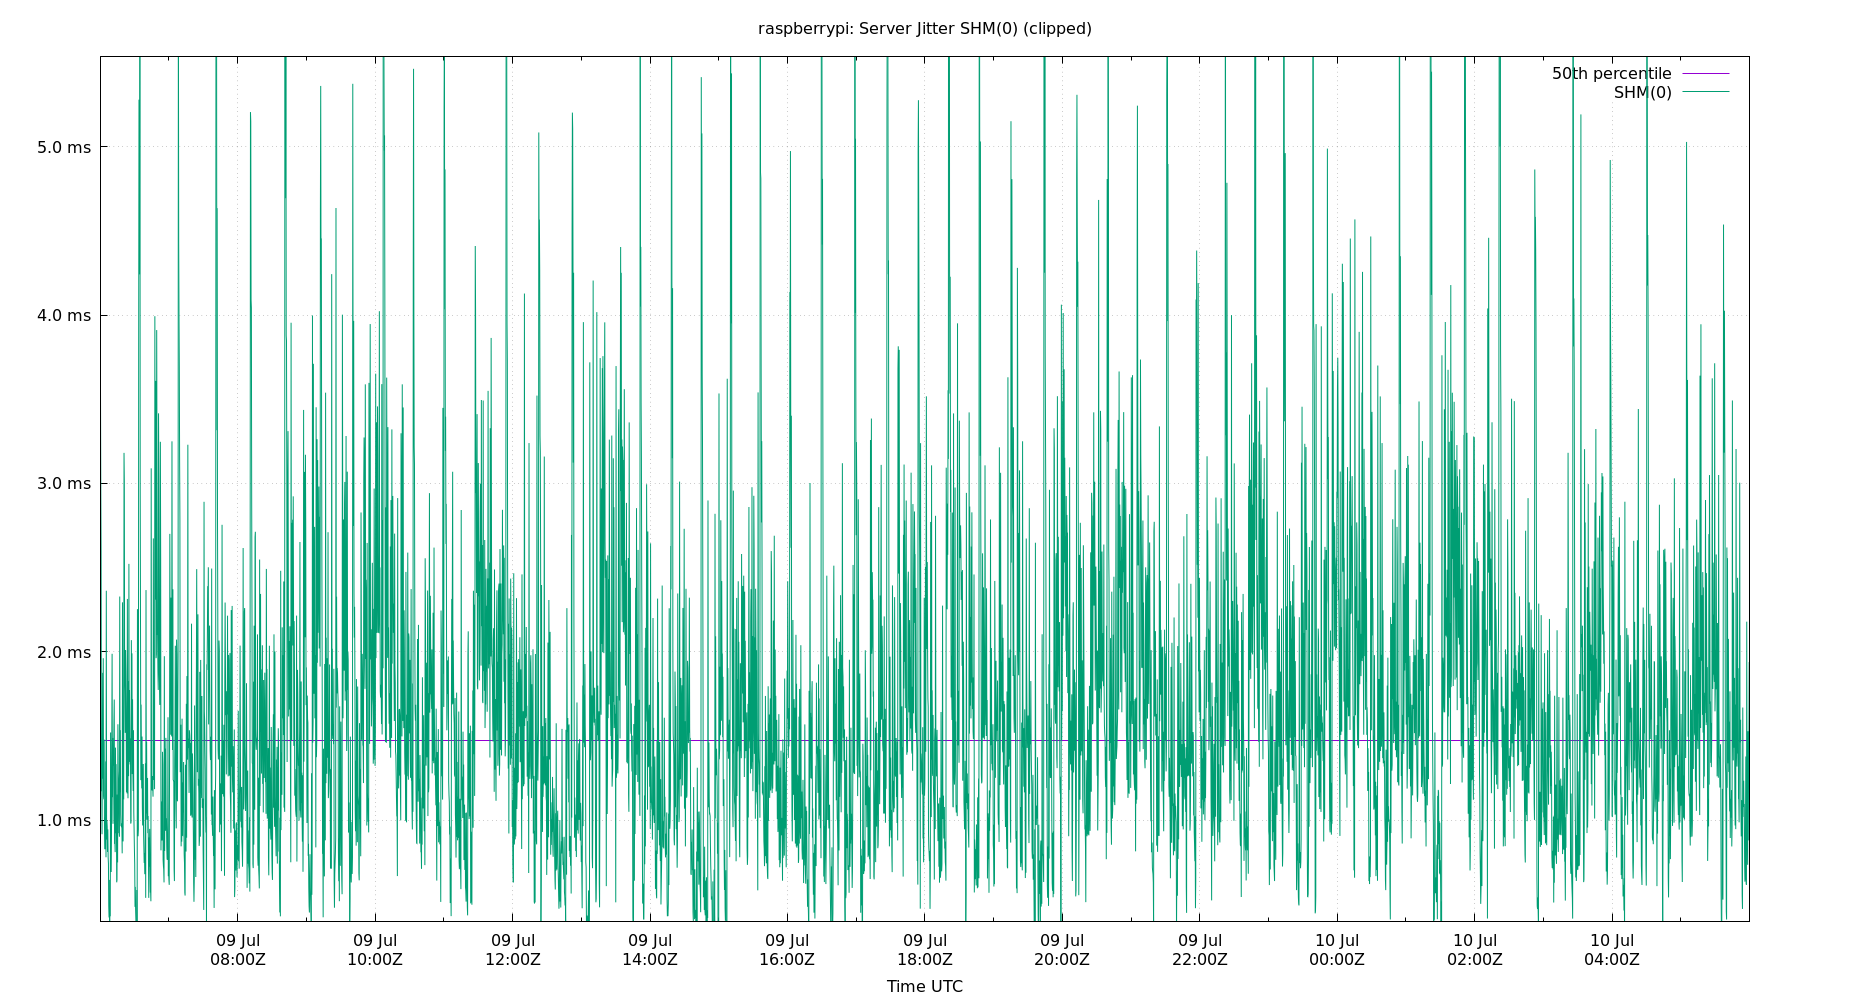 raspberrypi: Server Jitter SHM(0) (clipped)
50th percentile
SHM(0)
5.0 ms
4.0 ms
3.0 ms
2.0 ms
1.0 ms
09 Jul 09 Jul 09 Jul 09 Jul 09 Jul 09 Jul 09 Jul 09 Jul 10 Jul 10 Jul 10 Jul
08:00Z 10:00Z 12:00Z 14:00Z 16:00Z 18:00Z 20:00Z 22:00Z 00:00Z 02:00Z 04:00Z
Time UTC